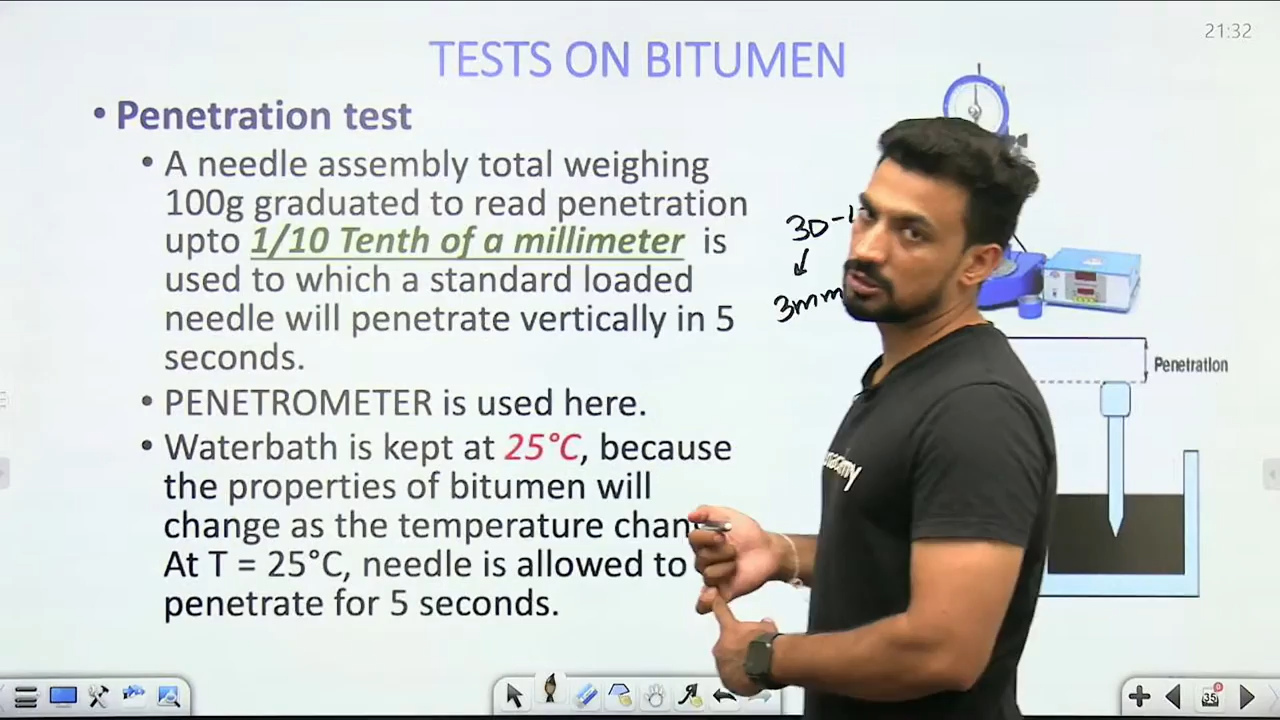 21:32
TESTS ON BITUMEN
• Penetration test
• A needle assembly total weighing
100g graduated to read penetration
upto 1/10 Tenth of a millimeter is
used to which a standard loaded
needle will penetrate vertically in 5
seconds.
• PENETROMETER is used here.
• Waterbath is kept at 25°C, because
the properties of bitumen will
change as the temperature
At T = 25°C, needle is allowed to
penetrate for 5 seconds.
30-
3mm
Penetration
35